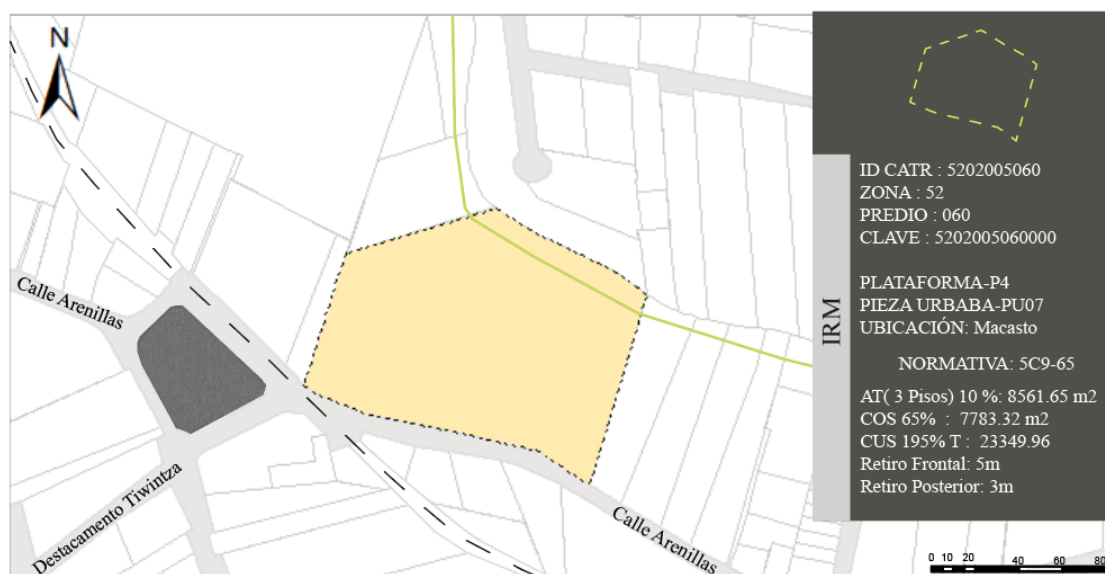 N
Calle Arenillas
Destacamento Tiwintza
Calle Arenillas
IRM
ID CATR : 5202005060
ZONA : 52
PREDIO : 060
CLAVE : 5202005060000
PLATAFORMA-P4
PIEZA URBABA-PU07
UBICACIÓN: Macasto
NORMATIVA: 5C9-65
AT( 3 Pisos) 10 %: 8561.65 m2
COS 65% : 7783.32 m2
CUS 195% T : 23349.96
Retiro Frontal: 5m
Retiro Posterior: 3m
0 10 20 40 60 80